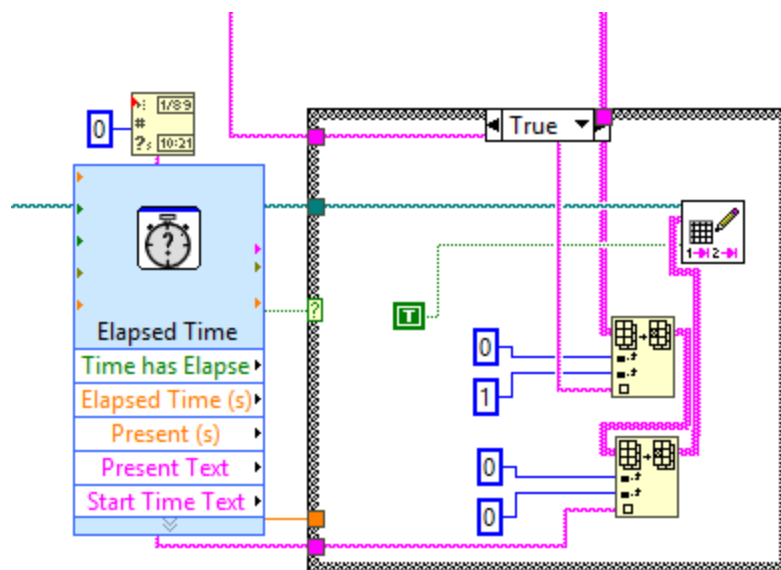 1/89
0
#
?s 10:21
True
?
?
1 2
Elapsed Time
T
Time has Elapse
0
Elapsed Time (s)
1
Present (s)
Present Text
0
Start Time Text
0